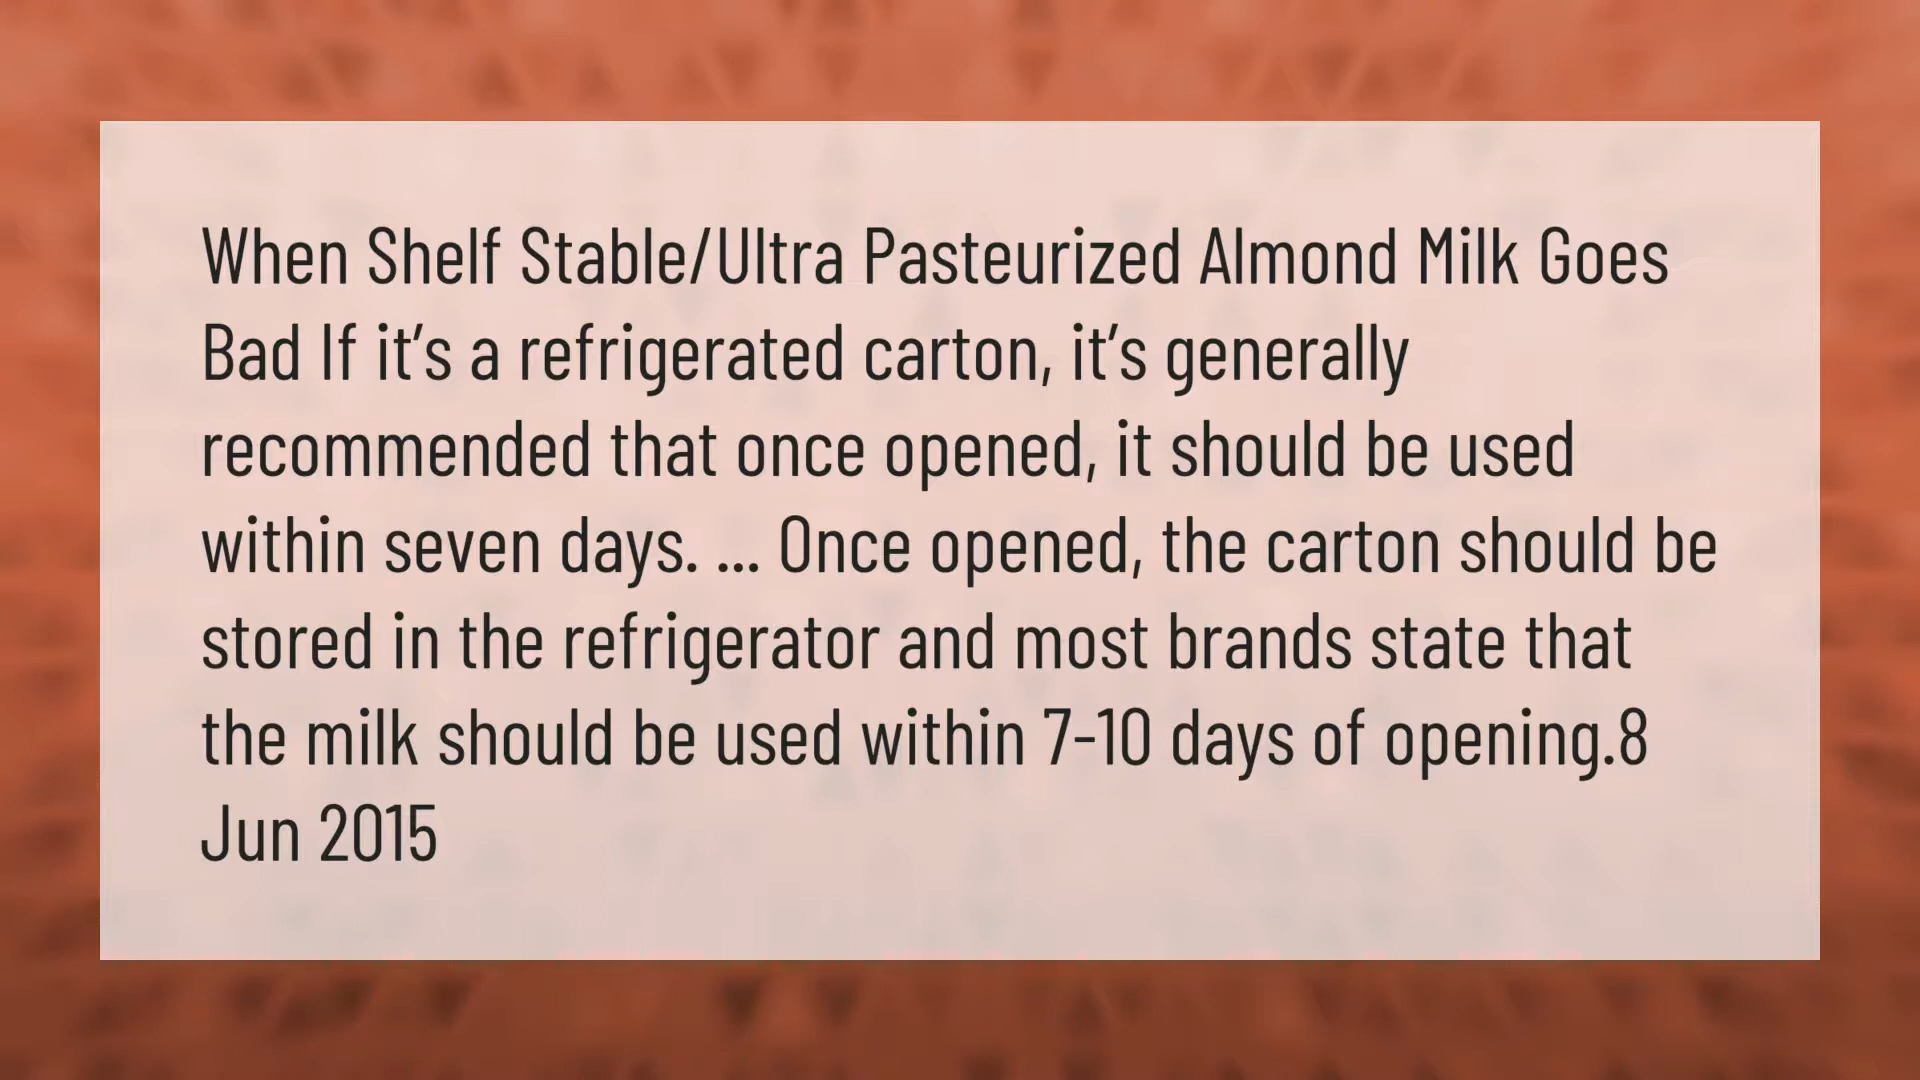 When Shelf Stable/Ultra Pasteurized Almond Milk Goes
Bad If it’s a refrigerated carton, it’s generally
recommended that once opened, it should be used
within seven days. ... Once opened, the carton should be
stored in the refrigerator and most brands state that
the milk should be used within 7-10 days of opening.8
Jun 2015